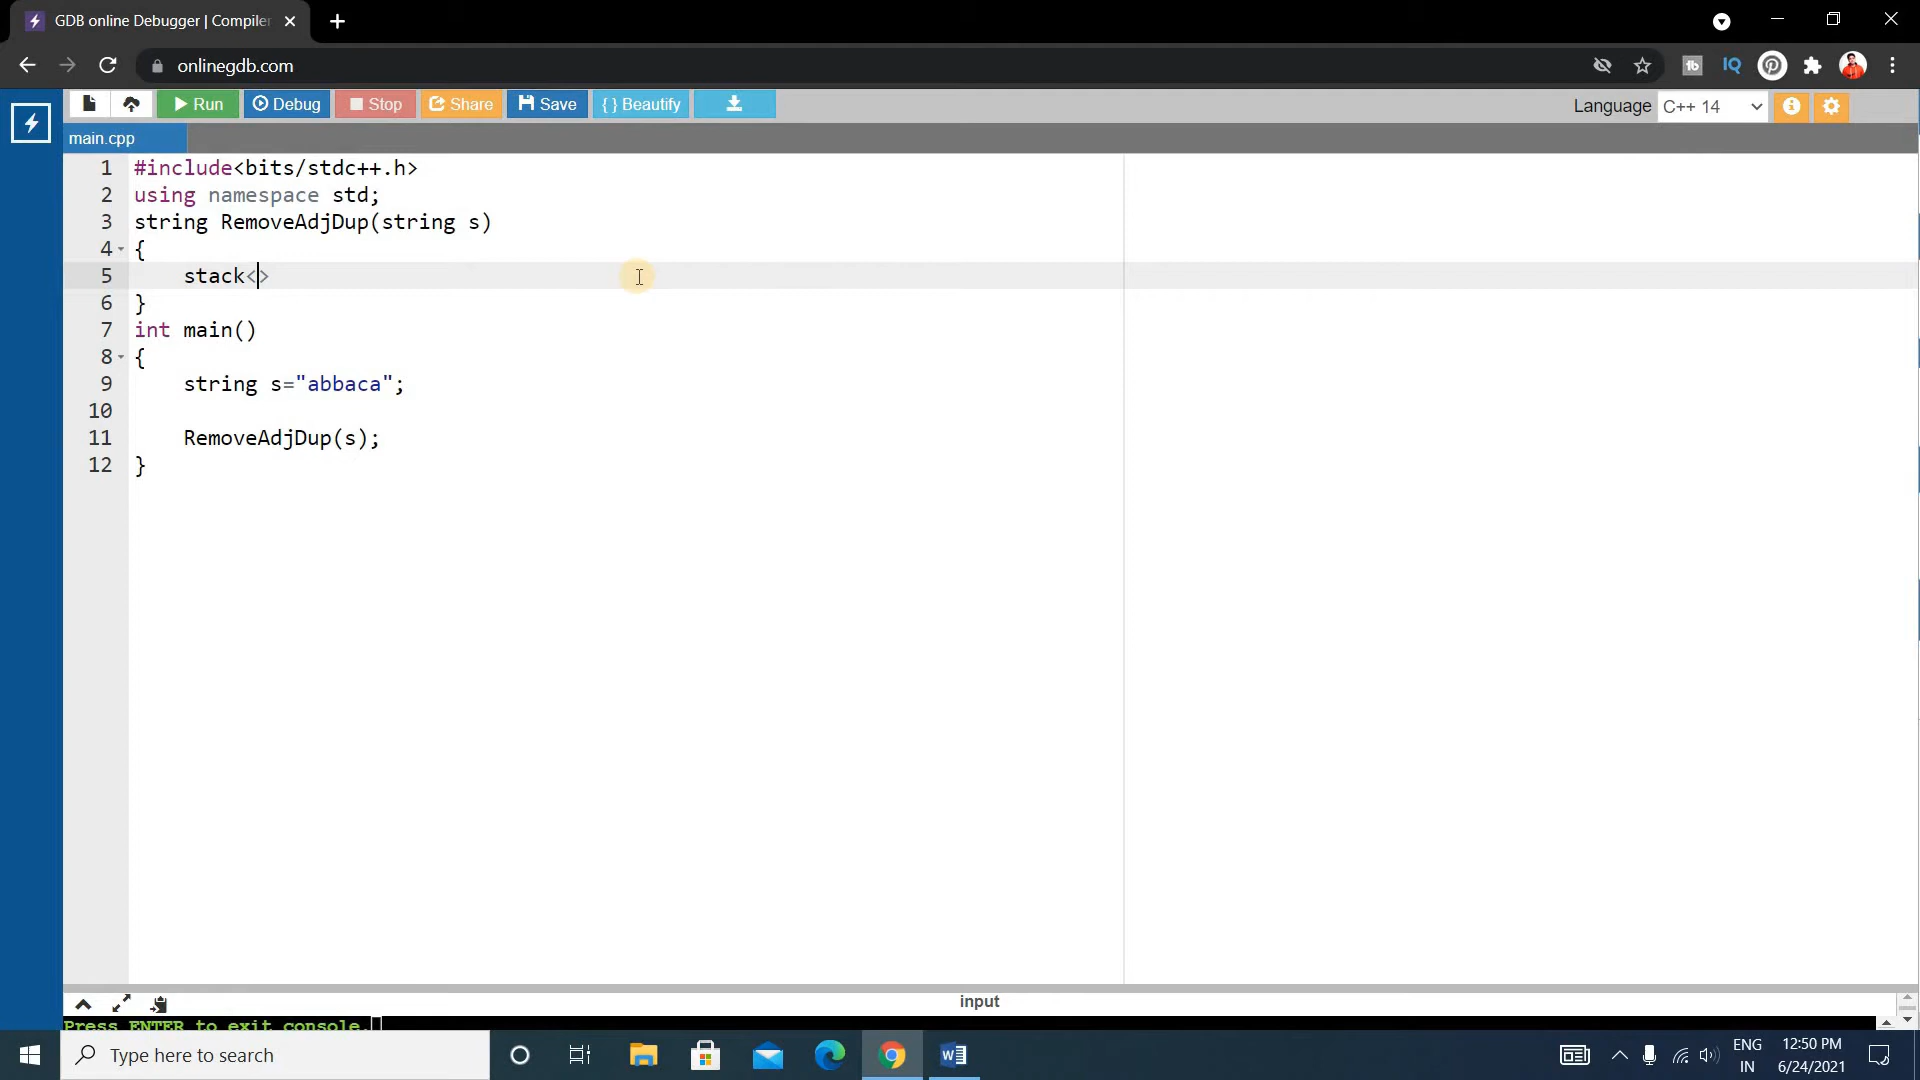 GDB online Debugger | Compiler
onlinegdb.com
Run Debug Stop Share Save { } Beautify
Language C++ 14
main.cpp
1 #include<bits/stdc++.h>
2 using namespace std;
3 string RemoveAdjDup(string s)
4 {
5 stack<>
6 }
7 int main()
8 {
9 string s="abbaca";
10
11 RemoveAdjDup(s);
12 }
input
Press ENTER to exit console.
Type here to search
ENG
IN
12:50 PM
6/24/2021